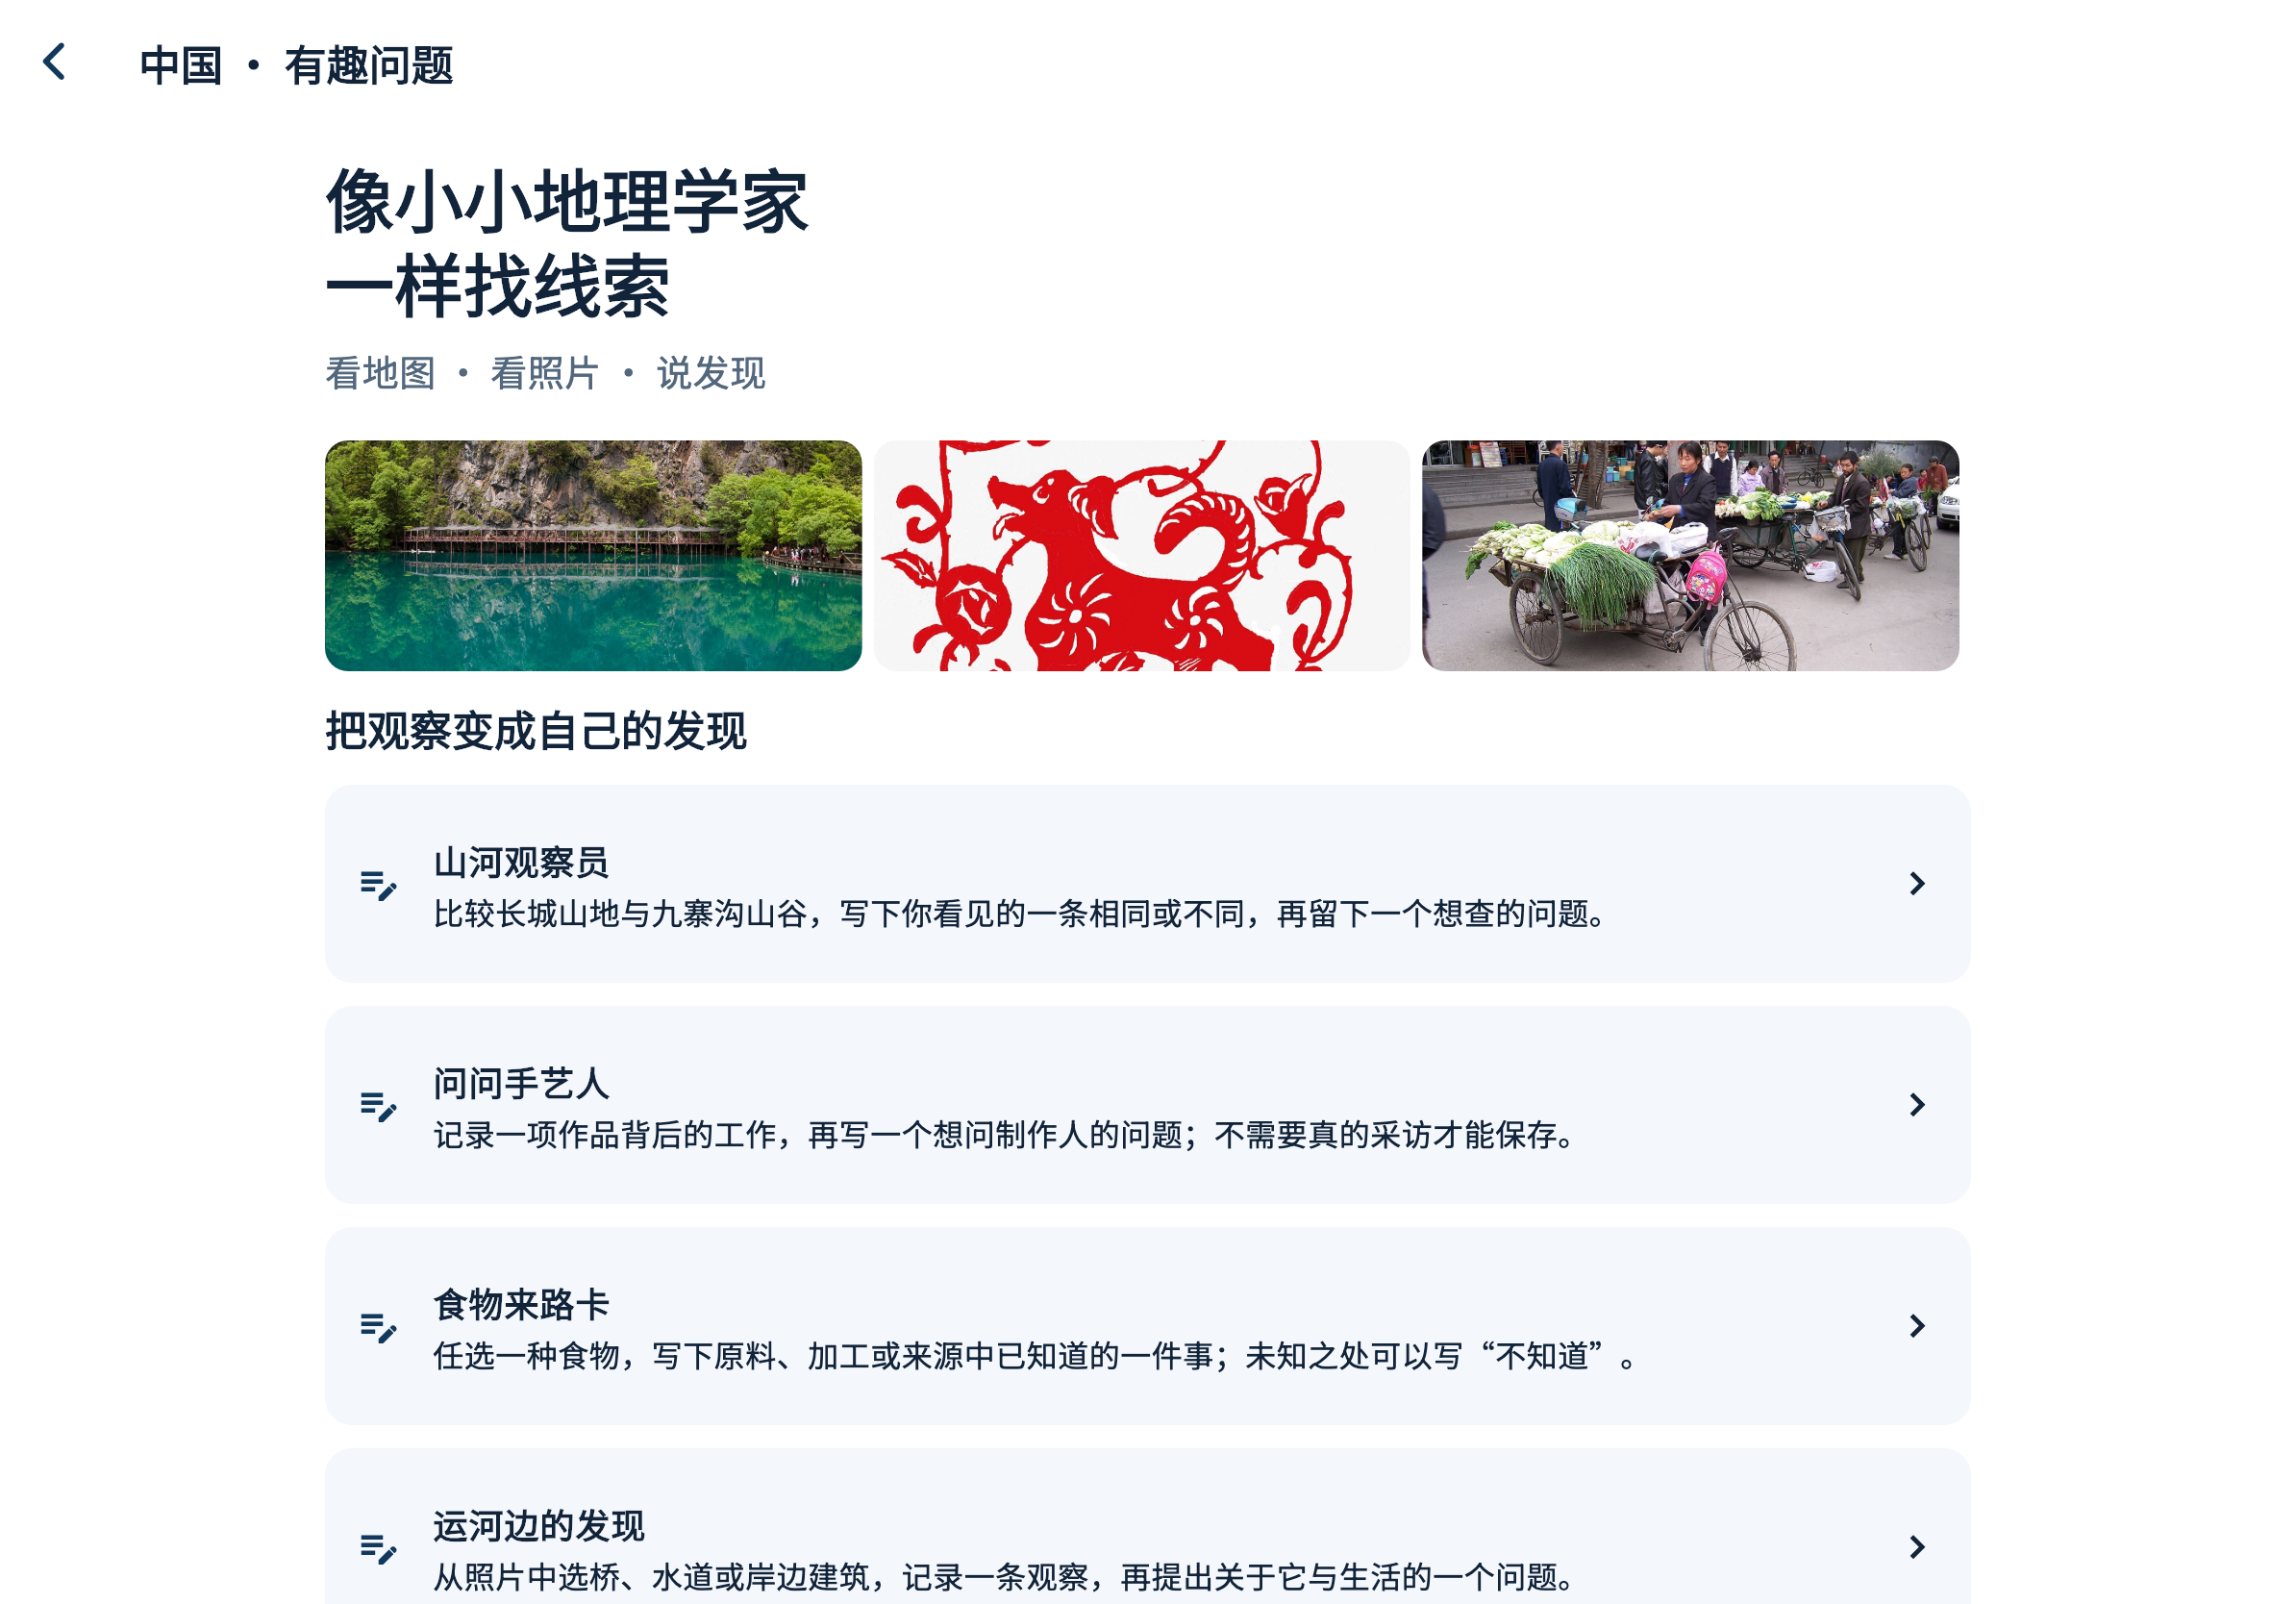 中国 · 有趣问题
像小小地理学家
一样找线索
看地图 · 看照片 · 说发现
把观察变成自己的发现
山河观察员
比较长城山地与九寨沟山谷，写下你看见的一条相同或不同，再留下一个想查的问题。
问问手艺人
记录一项作品背后的工作，再写一个想问制作人的问题；不需要真的采访才能保存。
食物来路卡
任选一种食物，写下原料、加工或来源中已知道的一件事；未知之处可以写“不知道”。
运河边的发现
从照片中选桥、水道或岸边建筑，记录一条观察，再提出关于它与生活的一个问题。